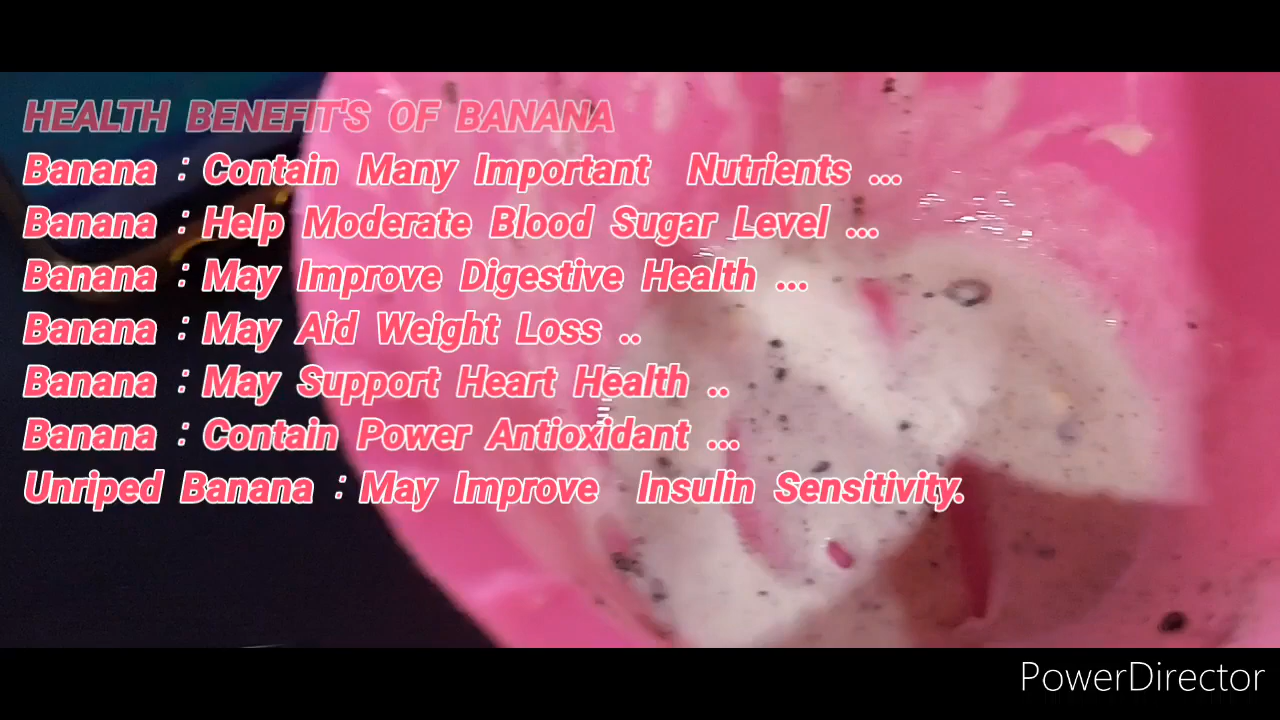 HEALTH BENEFIT'S OF BANANA
Banana : Contain Many Important Nutrients ...
Banana : Help Moderate Blood Sugar Level ...
Banana : May Improve Digestive Health ...
Banana : May Aid Weight Loss ..
Banana : May Support Heart Health ..
Banana : Contain Power Antioxidant ...
Unriped Banana : May Improve Insulin Sensitivity.
PowerDirector